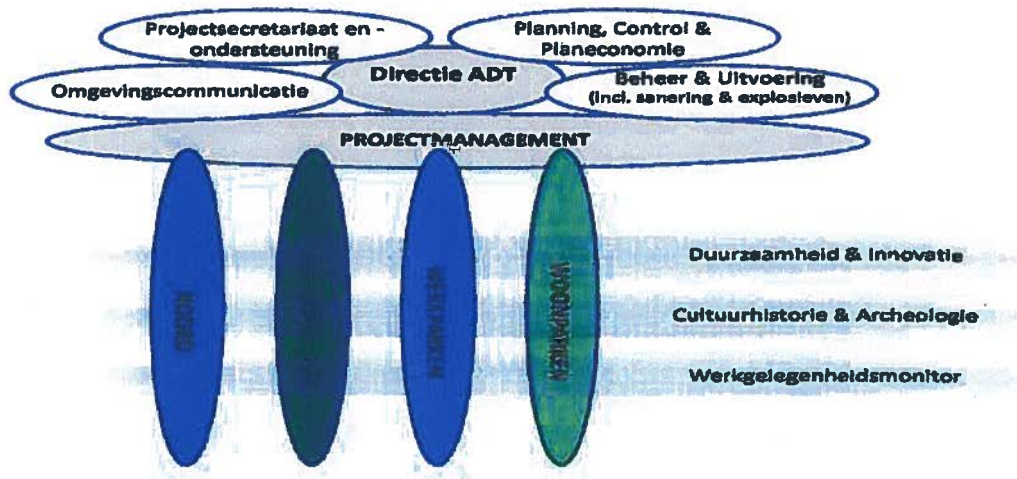 Projectsecretariaat en -
ondersteuning
Planning, Control &
Planeconomie
Directie ADT
Omgevingscommunicatie
Beheer & Uitvoering
(incl. sanering & explosieven)
PROJECTMANAGEMENT
Duurzaamheid & Innovatie
Cultuurhistorie & Archeologie
Werkgelegenheidsmonitor